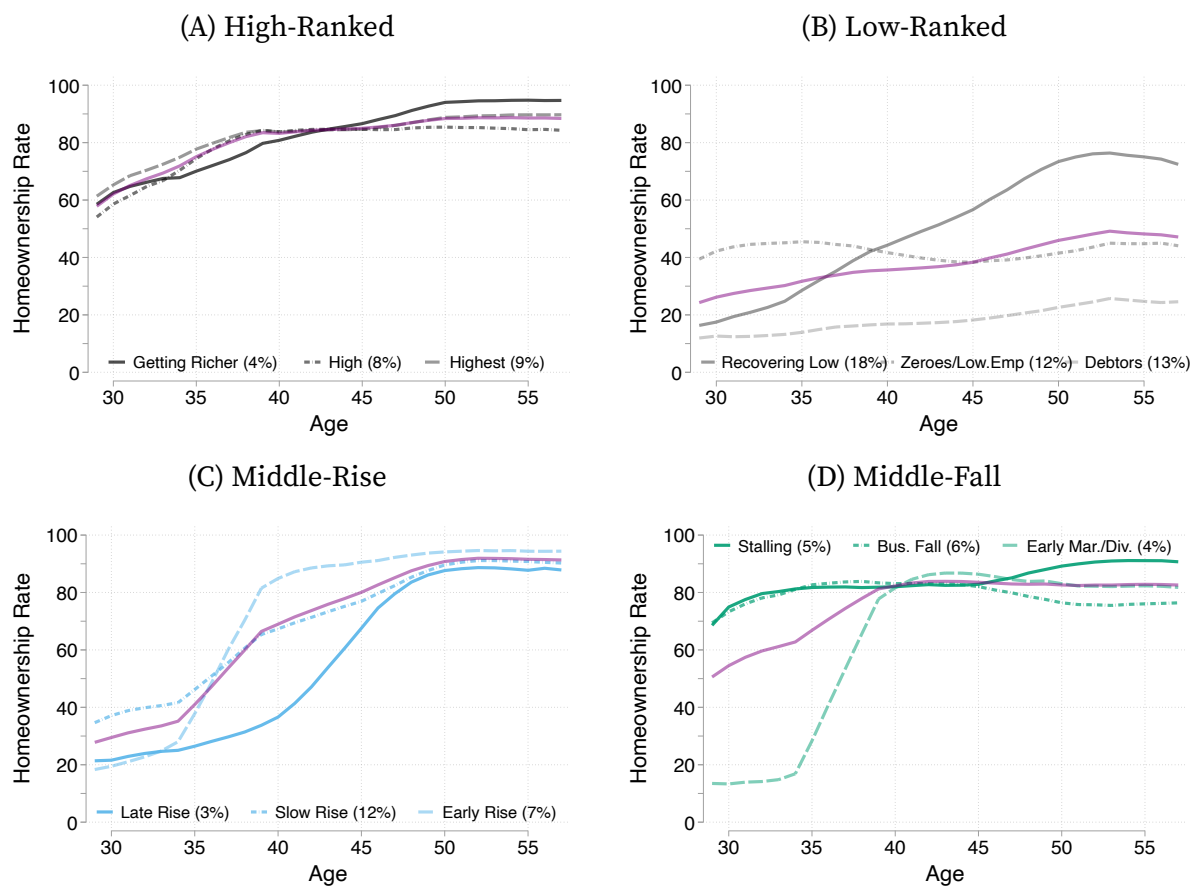 (A) High-Ranked
Homeownership Rate
100
80
60
40
20
0
Getting Richer (4%) High (8%) Highest (9%)
30 35 40 45 50 55
Age
(B) Low-Ranked
Homeownership Rate
100
80
60
40
20
0
Recovering Low (18%) Zeroes/Low.Emp (12%) Debtors (13%)
30 35 40 45 50 55
Age
(C) Middle-Rise
Homeownership Rate
100
80
60
40
20
0
Late Rise (3%) Slow Rise (12%) Early Rise (7%)
30 35 40 45 50 55
Age
(D) Middle-Fall
Homeownership Rate
Stalling (5%) Bus. Fall (6%) Early Mar./Div. (4%)
100
80
60
40
20
0
30 35 40 45 50 55
Age